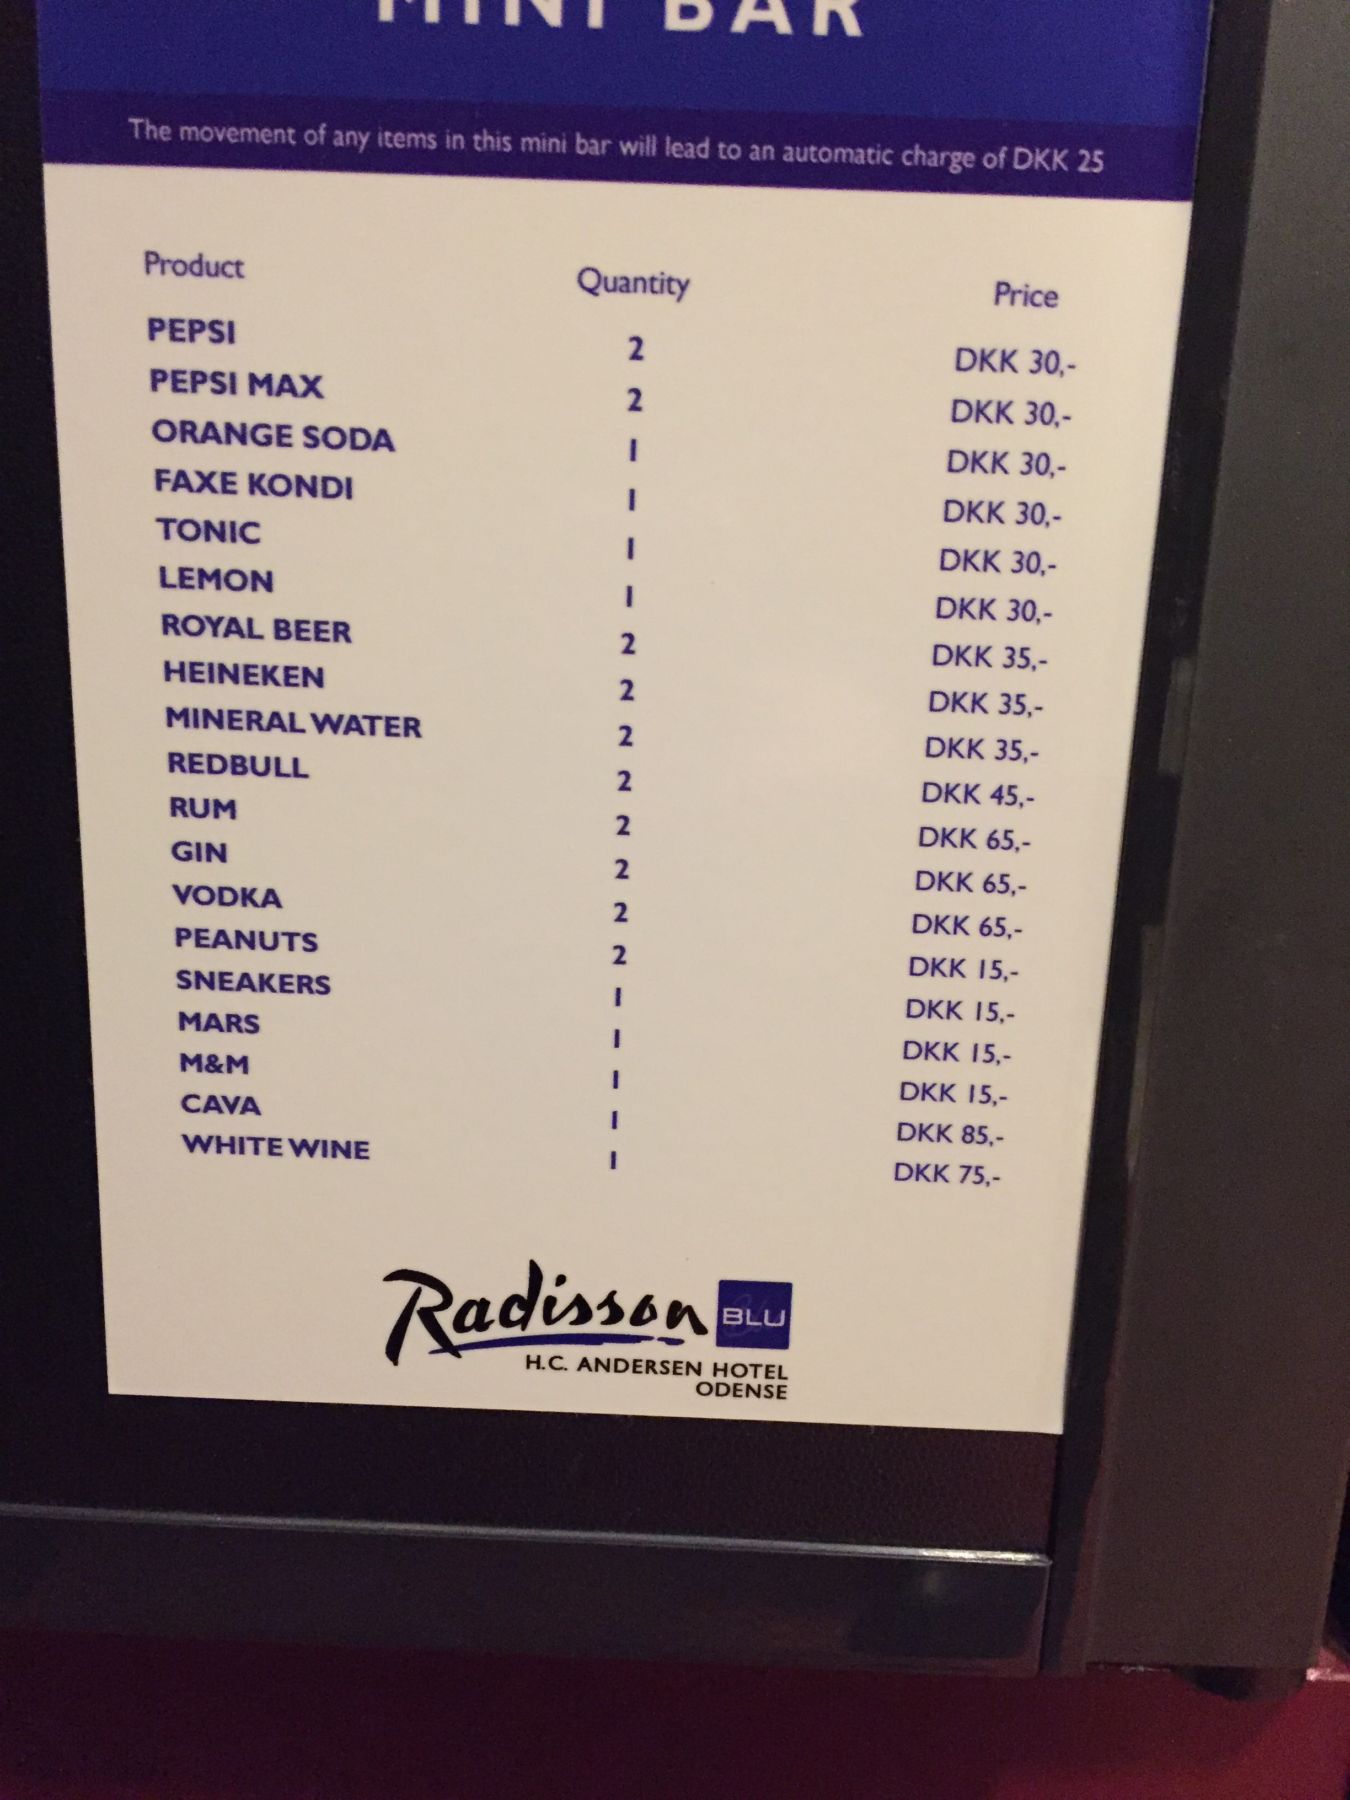 MINI BAR
The movement of any items in this mini bar will lead to an automatic charge of DKK 25
Product Quantity Price
PEPSI 2 DKK 30,-
PEPSI MAX 2 DKK 30,-
ORANGE SODA 1 DKK 30,-
FAXE KONDI 1 DKK 30,-
TONIC 1 DKK 30,-
LEMON 1 DKK 30,-
ROYAL BEER 2 DKK 35,-
HEINEKEN 2 DKK 35,-
MINERAL WATER 2 DKK 35,-
REDBULL 2 DKK 45,-
RUM 2 DKK 65,-
GIN 2 DKK 65,-
VODKA 2 DKK 65,-
PEANUTS 2 DKK 15,-
SNEAKERS 1 DKK 15,-
MARS 1 DKK 15,-
M&M 1 DKK 15,-
CAVA 1 DKK 85,-
WHITE WINE 1 DKK 75,-
Radisson BLU
H.C. ANDERSEN HOTEL
ODENSE